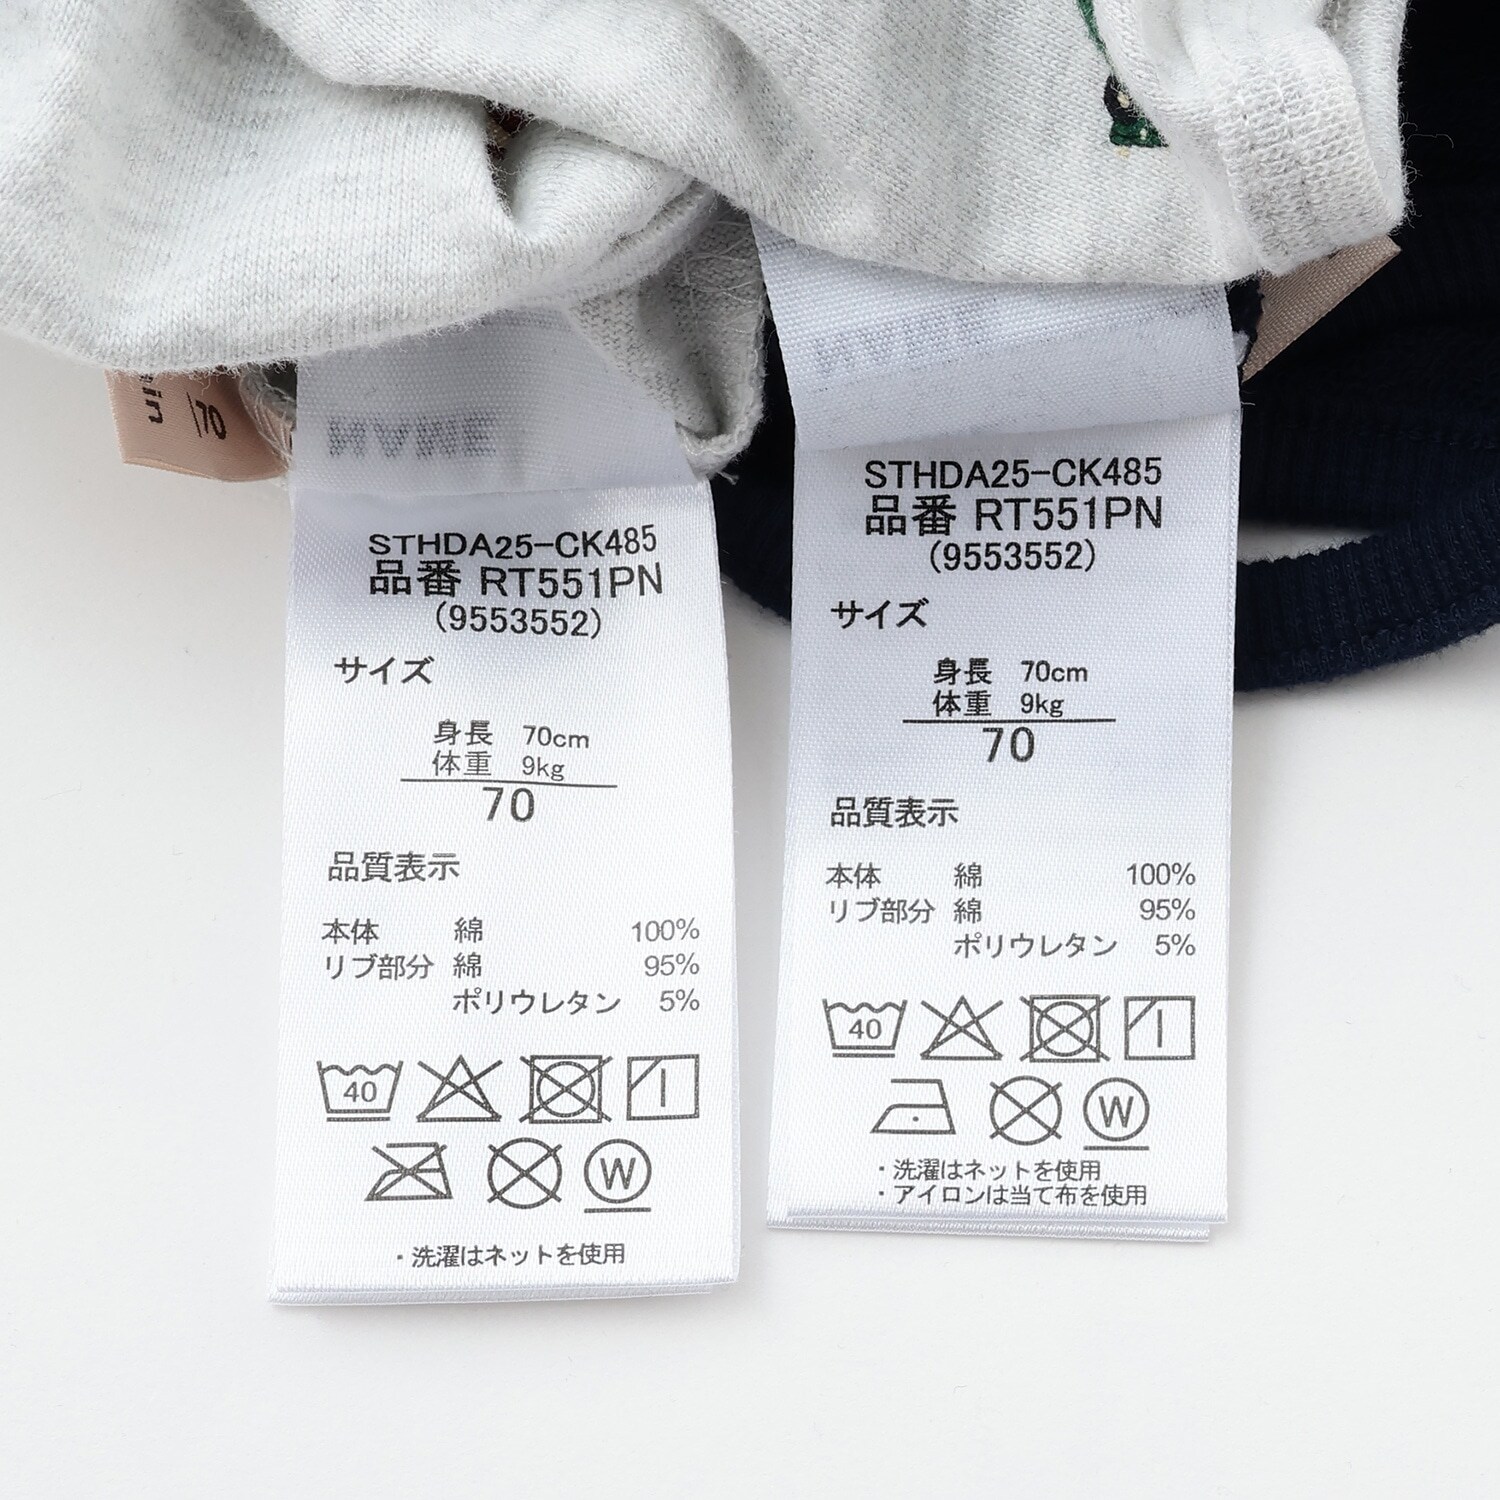 70
STHDA25-CK485
品番 RT551PN
(9553552)
サイズ
身長 70cm
体重 9kg
70
品質表示
本体 綿 100%
リブ部分 綿 95%
ポリウレタン 5%
40
W
・洗濯はネットを使用
STHDA25-CK485
品番 RT551PN
(9553552)
サイズ
身長 70cm
体重 9kg
70
品質表示
本体 綿 100%
リブ部分 綿 95%
ポリウレタン 5%
40
W
・洗濯はネットを使用
・アイロンは当て布を使用